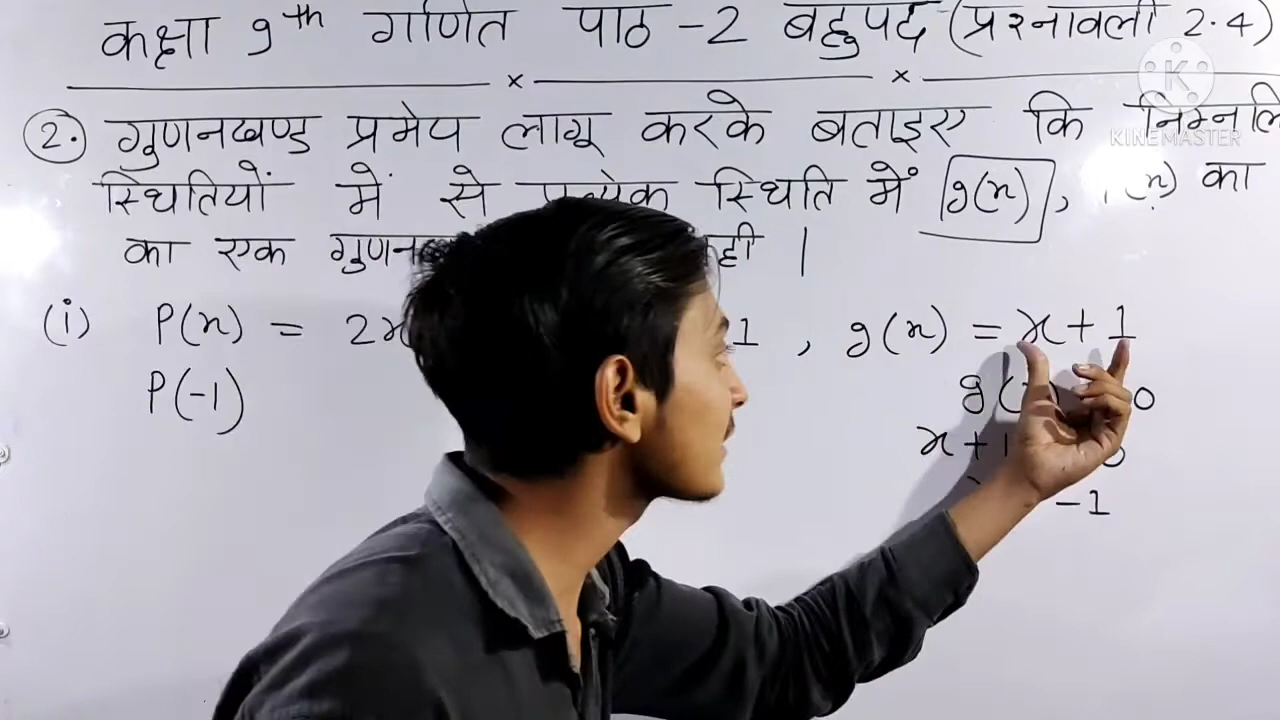 कक्षा 9th गणित पाठ -2 बहुपद (प्रश्नावली 2.4)
K
KINEMASTER
2. गुणनखण्ड प्रमेय लागू करके बताइए कि निम्नलि
स्थितियों में से प्रत्येक स्थिति में g(x), (x) का
का एक ही |
(i) P(x) = 2x 1 , g(x) = x + 1
P(-1) g( 0
x + 1
-1